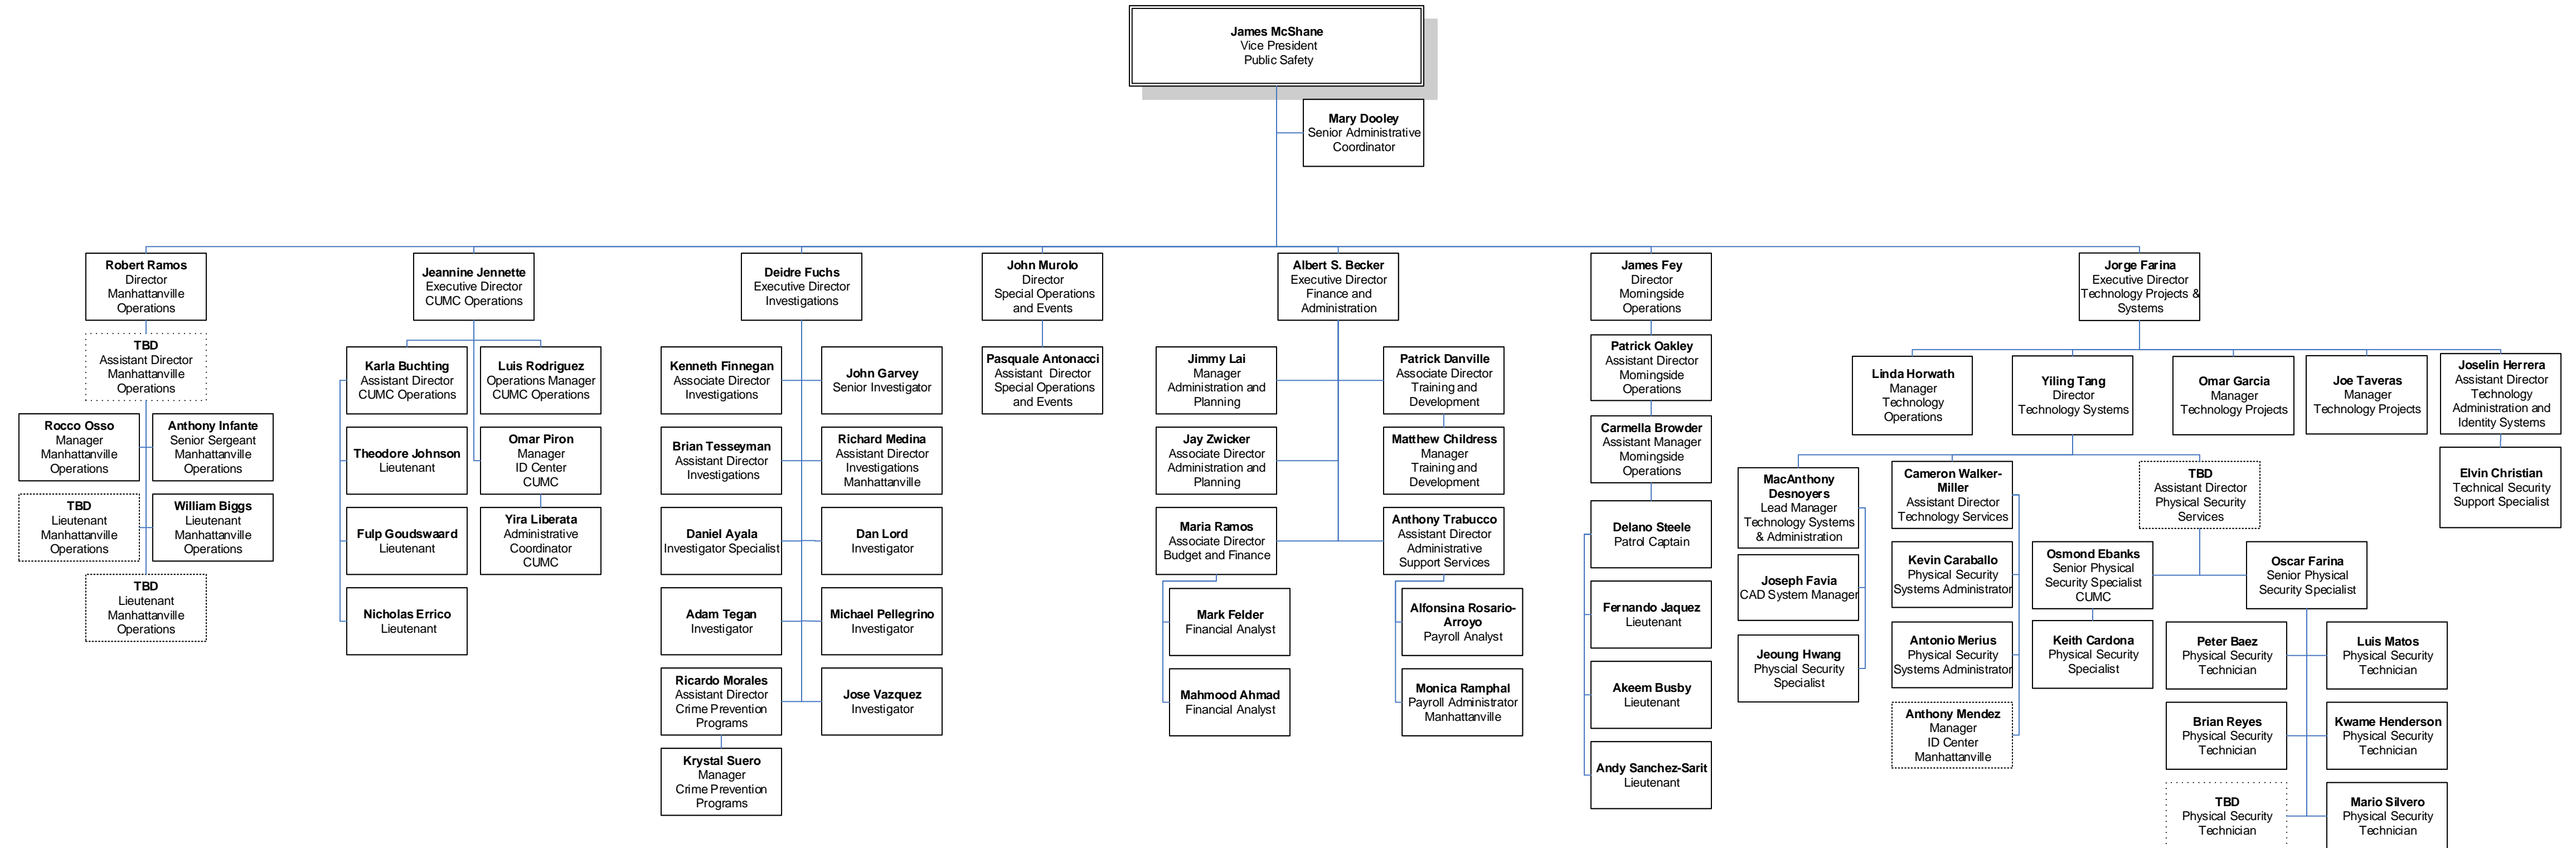 James McShane
Vice President
Public Safety
Mary Dooley
Senior Administrative
Coordinator
Robert Ramos
Director
Manhattanville
Operations
TBD
Assistant Director
Manhattanville
Operations
Rocco Osso
Manager
Manhattanville
Operations
Anthony Infante
Senior Sergeant
Manhattanville
Operations
TBD
Lieutenant
Manhattanville
Operations
William Biggs
Lieutenant
Manhattanville
Operations
TBD
Lieutenant
Manhattanville
Operations
Jeannine Jennette
Executive Director
CUMC Operations
Karla Buchting
Assistant Director
CUMC Operations
Theodore Johnson
Lieutenant
Fulp Goudswaard
Lieutenant
Nicholas Errico
Lieutenant
Luis Rodriguez
Operations Manager
CUMC Operations
Omar Piron
Manager
ID Center
CUMC
Yira Liberata
Administrative
Coordinator
CUMC
Deidre Fuchs
Executive Director
Investigations
Kenneth Finnegan
Associate Director
Investigations
John Garvey
Senior Investigator
Brian Tesseyman
Assistant Director
Investigations
Richard Medina
Assistant Director
Investigations
Manhattanville
Daniel Ayala
Investigator Specialist
Dan Lord
Investigator
Adam Tegan
Investigator
Michael Pellegrino
Investigator
Ricardo Morales
Assistant Director
Crime Prevention
Programs
Jose Vazquez
Investigator
Krystal Suero
Manager
Crime Prevention
Programs
John Murolo
Director
Special Operations
and Events
Pasquale Antonacci
Assistant Director
Special Operations
and Events
Albert S. Becker
Executive Director
Finance and
Administration
Jimmy Lai
Manager
Administration and
Planning
Patrick Danville
Associate Director
Training and
Development
Jay Zwicker
Associate Director
Administration and
Planning
Matthew Childress
Manager
Training and
Development
Maria Ramos
Associate Director
Budget and Finance
Anthony Trabucco
Assistant Director
Administrative
Support Services
Mark Felder
Financial Analyst
Mahmood Ahmad
Financial Analyst
Alfonsina Rosario-
Arroyo
Payroll Analyst
Monica Ramphal
Payroll Administrator
Manhattanville
James Fey
Director
Morningside
Operations
Patrick Oakley
Assistant Director
Morningside
Operations
Carmella Browder
Assistant Manager
Morningside
Operations
Delano Steele
Patrol Captain
Fernando Jaquez
Lieutenant
Akeem Busby
Lieutenant
Andy Sanchez-Sarit
Lieutenant
Jorge Farina
Executive Director
Technology Projects &
Systems
Linda Horwath
Manager
Technology
Operations
Yiling Tang
Director
Technology Systems
Omar Garcia
Manager
Technology Projects
Joe Taveras
Manager
Technology Projects
Joselin Herrera
Assistant Director
Technology
Administration and
Identity Systems
Elvin Christian
Technical Security
Support Specialist
MacAnthony
Desnoyers
Lead Manager
Technology Systems
& Administration
Joseph Favia
CAD System Manager
Jeoung Hwang
Physcial Security
Specialist
Cameron Walker-
Miller
Assistant Director
Technology Services
Kevin Caraballo
Physical Security
Systems Administrator
Antonio Merius
Physical Security
Systems Administrator
Anthony Mendez
Manager
ID Center
Manhattanville
TBD
Assistant Director
Physical Security
Services
Osmond Ebanks
Senior Physical
Security Specialist
CUMC
Keith Cardona
Physical Security
Specialist
Oscar Farina
Senior Physical
Security Specialist
Peter Baez
Physical Security
Technician
Luis Matos
Physical Security
Technician
Brian Reyes
Physical Security
Technician
Kwame Henderson
Physical Security
Technician
TBD
Physical Security
Technician
Mario Silvero
Physical Security
Technician